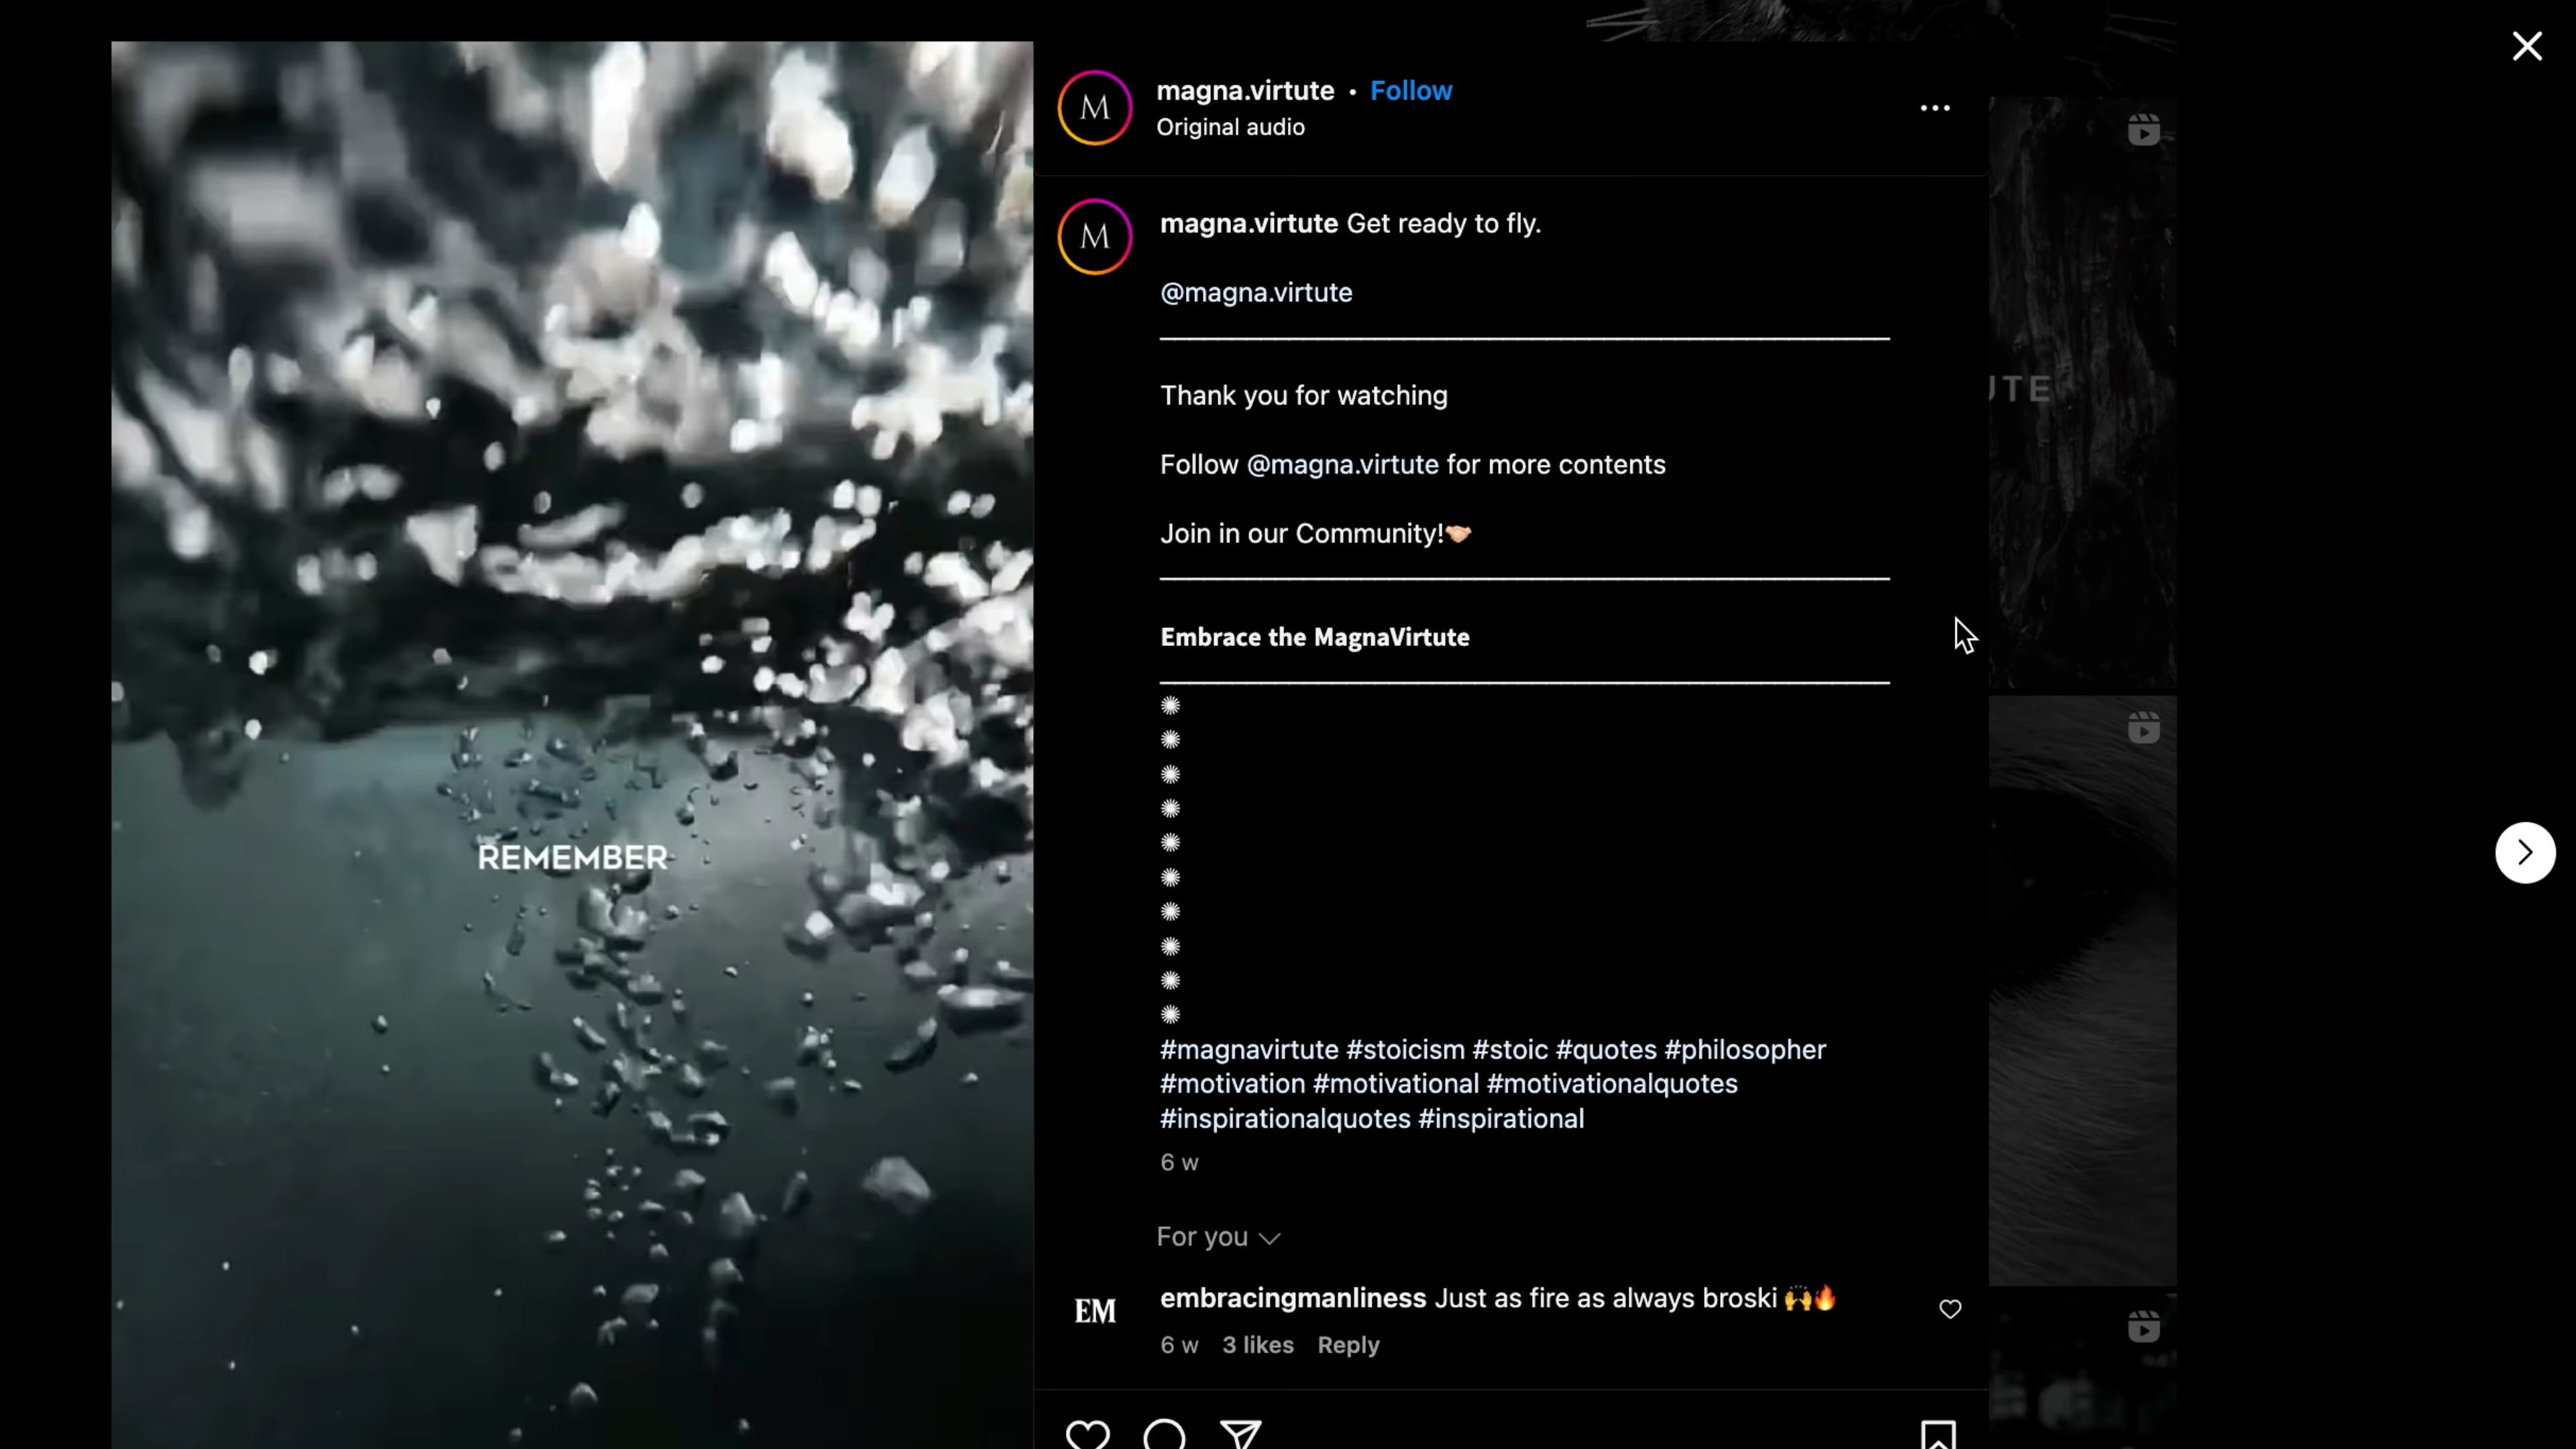 magna.virtute • Follow
Original audio
M
M
magna.virtute Get ready to fly.
@magna.virtute
Thank you for watching
Follow @magna.virtute for more contents
Join in our Community!🤝🏻
Embrace the MagnaVirtute
✺
✺
✺
✺
✺
✺
✺
✺
✺
✺
#magnavirtute #stoicism #stoic #quotes #philosopher
#motivation #motivational #motivationalquotes
#inspirationalquotes #inspirational
6 w
For you
EM
embracingmanliness Just as fire as always broski 🙌🔥
6 w 3 likes Reply
REMEMBER
UTE